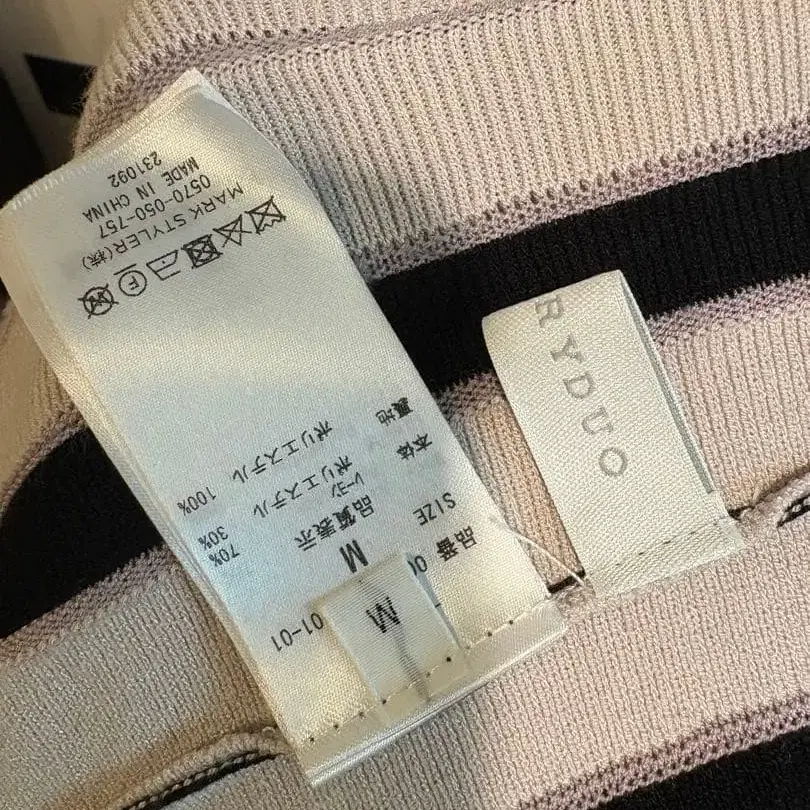 品番 0
01-01
SIZE M
品質表示
本体 レーヨン 70%
ポリエステル 30%
裏地 ポリエステル 100%
MARK STYLER(株)
0570-050-757
MADE IN CHINA
231092
M
RYDUO